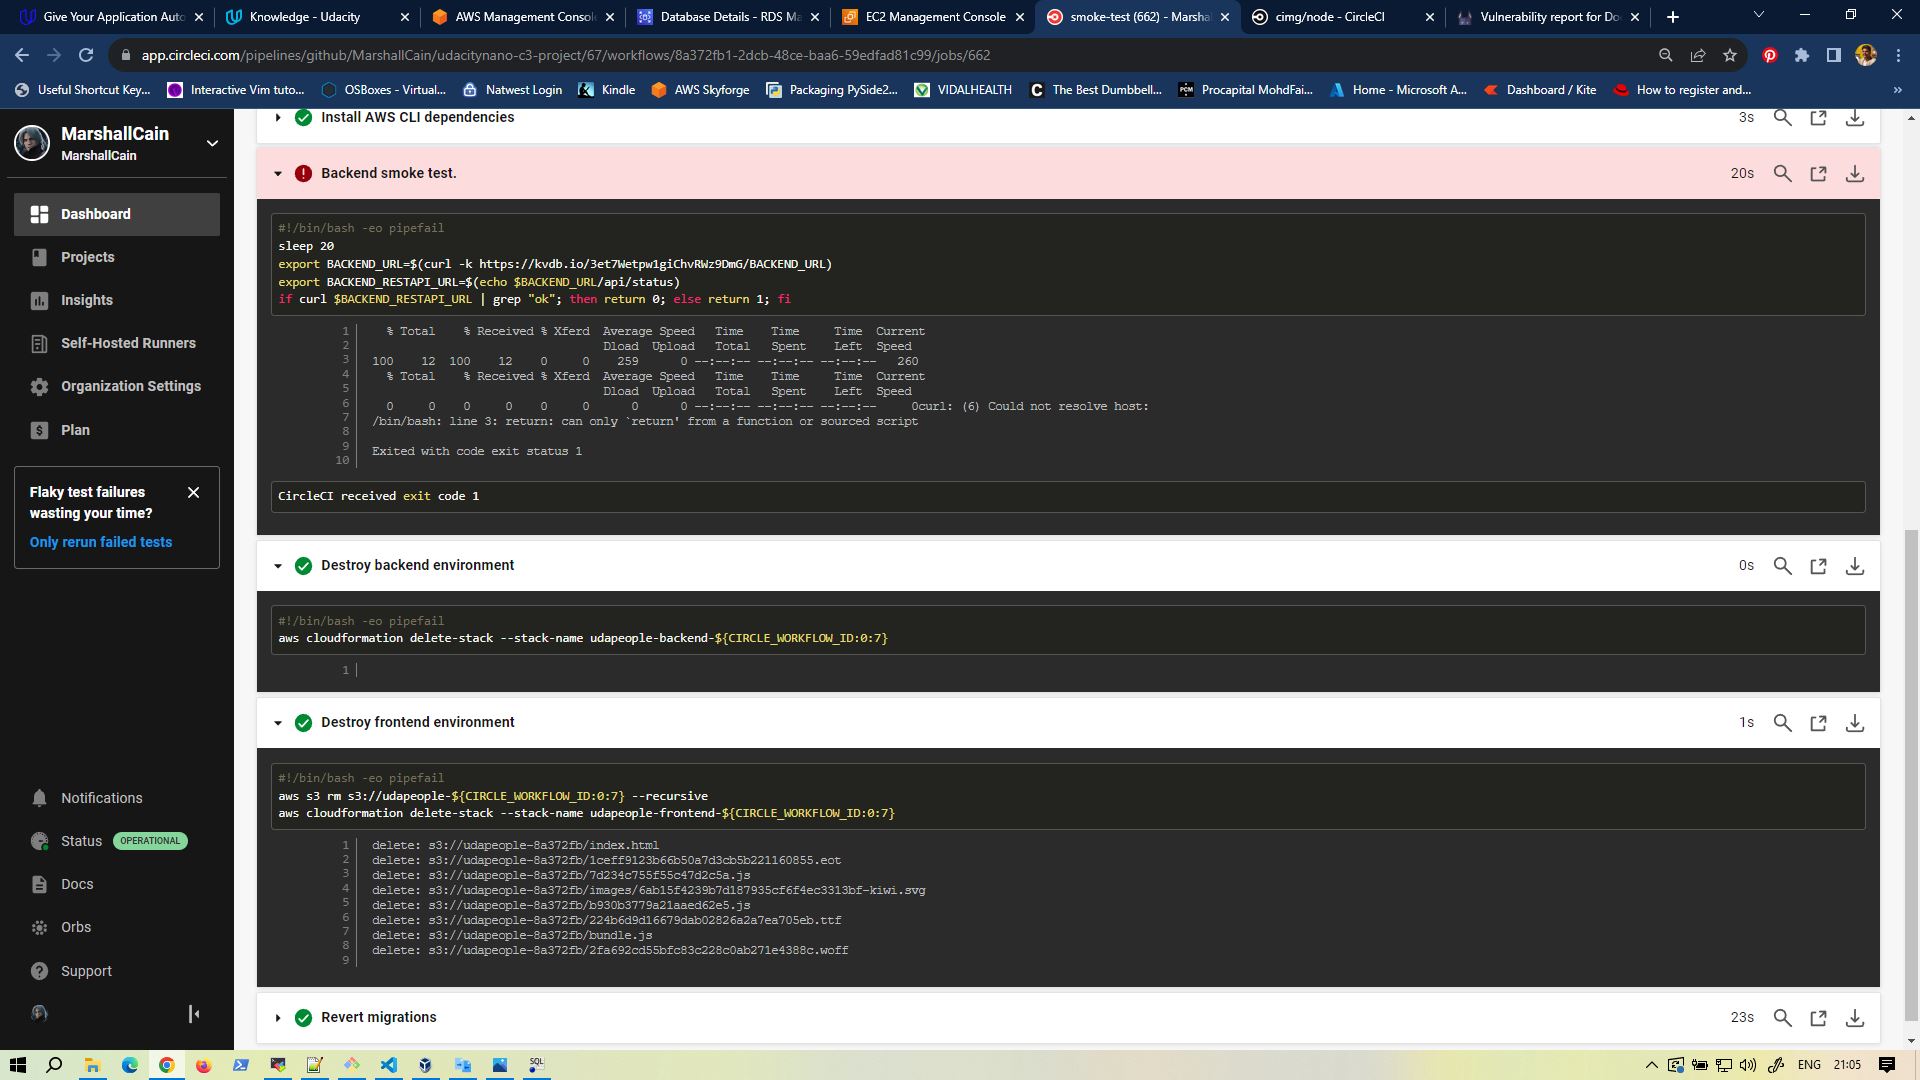 Give Your Application Auto
Knowledge - Udacity
AWS Management Console
Database Details - RDS Ma
EC2 Management Console
smoke-test (662) - Marshal
cimg/node - CircleCI
Vulnerability report for Do
app.circleci.com/pipelines/github/MarshallCain/udacitynano-c3-project/67/workflows/8a372fb1-2dcb-48ce-baa6-59edfad81c99/jobs/662
Useful Shortcut Key...
Interactive Vim tuto...
OSBoxes - Virtual...
Natwest Login
Kindle
AWS Skyforge
Packaging PySide2...
VIDALHEALTH
The Best Dumbbell...
Procapital MohdFai...
Home - Microsoft A...
Dashboard / Kite
How to register and...
»
MarshallCain
MarshallCain
Dashboard
Projects
Insights
Self-Hosted Runners
Organization Settings
Plan
Flaky test failures
wasting your time?
Only rerun failed tests
Notifications
Status OPERATIONAL
Docs
Orbs
Support
Install AWS CLI dependencies 3s
Backend smoke test. 20s
#!/bin/bash -eo pipefail
sleep 20
export BACKEND_URL=$(curl -k https://kvdb.io/3et7Wetpw1giChvRWz9DmG/BACKEND_URL)
export BACKEND_RESTAPI_URL=$(echo $BACKEND_URL/api/status)
if curl $BACKEND_RESTAPI_URL | grep "ok"; then return 0; else return 1; fi
1 % Total % Received % Xferd Average Speed Time Time Time Current
2 Dload Upload Total Spent Left Speed
3 100 12 100 12 0 0 259 0 --:--:-- --:--:-- --:--:-- 260
4 % Total % Received % Xferd Average Speed Time Time Time Current
5 Dload Upload Total Spent Left Speed
6 0 0 0 0 0 0 0 0 --:--:-- --:--:-- --:--:-- 0curl: (6) Could not resolve host:
7 /bin/bash: line 3: return: can only `return' from a function or sourced script
8
9 Exited with code exit status 1
10
CircleCI received exit code 1
Destroy backend environment 0s
#!/bin/bash -eo pipefail
aws cloudformation delete-stack --stack-name udapeople-backend-${CIRCLE_WORKFLOW_ID:0:7}
1
Destroy frontend environment 1s
#!/bin/bash -eo pipefail
aws s3 rm s3://udapeople-${CIRCLE_WORKFLOW_ID:0:7} --recursive
aws cloudformation delete-stack --stack-name udapeople-frontend-${CIRCLE_WORKFLOW_ID:0:7}
1 delete: s3://udapeople-8a372fb/index.html
2 delete: s3://udapeople-8a372fb/1ceff9123b66b50a7d3cb5b221160855.eot
3 delete: s3://udapeople-8a372fb/7d234c755f55c47d2c5a.js
4 delete: s3://udapeople-8a372fb/images/6ab15f4239b7d187935cf6f4ec3313bf-kiwi.svg
5 delete: s3://udapeople-8a372fb/b930b3779a21aaed62e5.js
6 delete: s3://udapeople-8a372fb/224b6d9d16679dab02826a2a7ea705eb.ttf
7 delete: s3://udapeople-8a372fb/bundle.js
8 delete: s3://udapeople-8a372fb/2fa692cd55bfc83c228c0ab271e4388c.woff
9
Revert migrations 23s
SQL
ENG 21:05